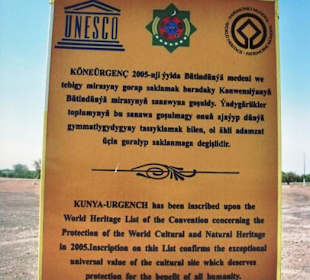 UNESCO
KÖNEÜRGENÇ 2005-nji ýylda Bütindünýä medeni we
tebigy mirasyny gorap saklamak baradaky Konwensiýanyň
Bütindünýä mirasynyň sanawyna goşuldy. Ýadygärlikler
toplumynyň bu sanawa goşulmagy onuň ajaýyp dünýä
gymmatlygydygyny tassyklamak bilen, ol ähli adamzat
üçin goralyp saklanmaga degişlidir.
KUNYA-URGENCH has been inscribed upon the
World Heritage List of the Convention concerning the
Protection of the World Cultural and Natural Heritage
in 2005.Inscription on this List confirms the exceptional
universal value of the cultural site which deserves
protection for the benefit of all humanity.